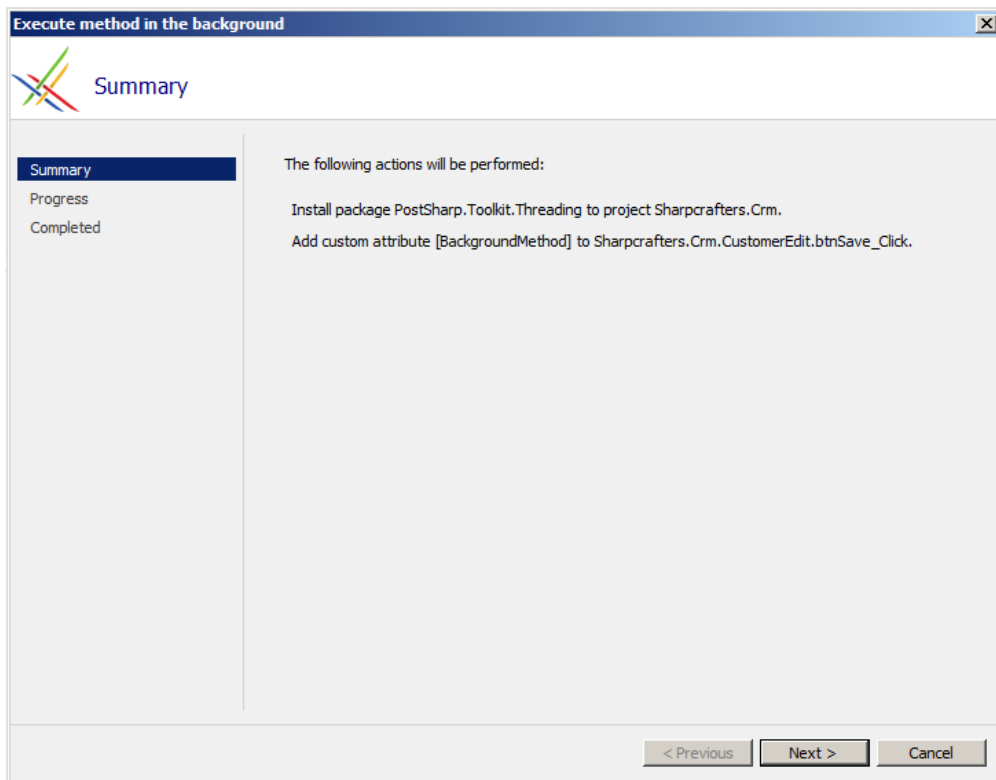 Execute method in the background
Summary
Summary
Progress
Completed
The following actions will be performed:
Install package PostSharp.Toolkit.Threading to project Sharpcrafters.Crm.
Add custom attribute [BackgroundMethod] to Sharpcrafters.Crm.CustomerEdit.btnSave_Click.
< Previous
Next >
Cancel